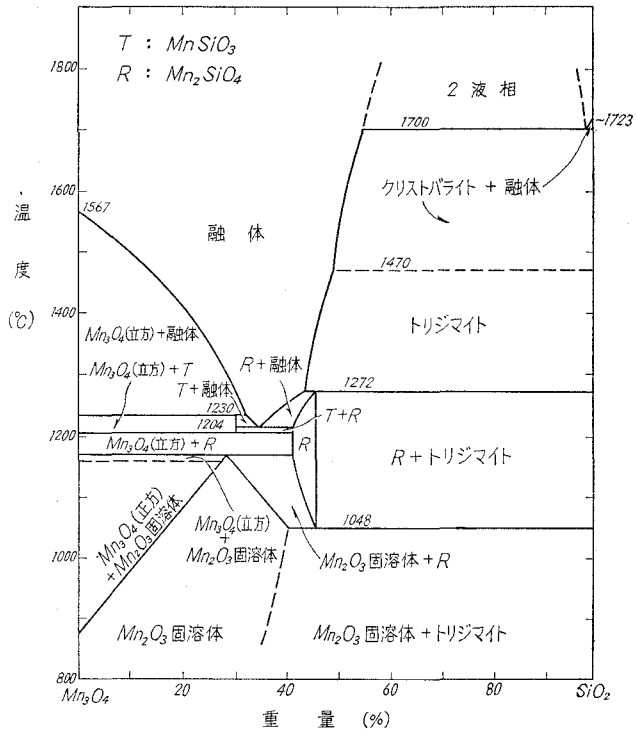 T : MnSiO3
R : Mn2SiO4
1800
1600
1400
1200
1000
800
温度
(℃)
2液相
1700
~1723
クリストバライト + 融体
1567
融体
1470
トリジマイト
Mn3O4(立方)+融体
R+融体
Mn3O4(立方)+T
T+融体
1272
1230
1204
T+R
Mn3O4(立方)+R
R
R+トリジマイト
Mn3O4(正方)
+Mn2O3固溶体
Mn3O4(立方)
+
Mn2O3固溶体
1048
Mn2O3固溶体+R
Mn2O3固溶体
Mn2O3固溶体+トリジマイト
Mn3O4
20
40
60
80
SiO2
重量(%)